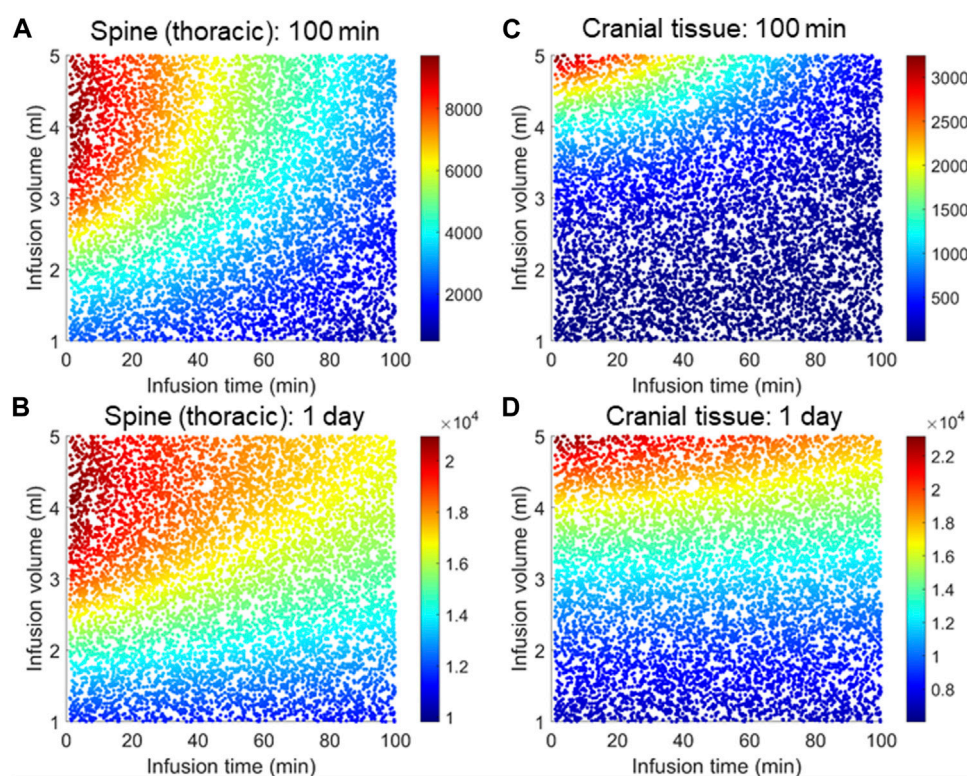 A
Spine (thoracic): 100 min
5
4
3
2
1
Infusion volume (ml)
0 20 40 60 80 100
Infusion time (min)
8000
6000
4000
2000
C
Cranial tissue: 100 min
5
4
3
2
1
Infusion volume (ml)
0 20 40 60 80 100
Infusion time (min)
3000
2500
2000
1500
1000
500
B
Spine (thoracic): 1 day
5
4
3
2
1
Infusion volume (ml)
0 20 40 60 80 100
Infusion time (min)
×10⁴
2
1.8
1.6
1.4
1.2
1
D
Cranial tissue: 1 day
5
4
3
2
1
Infusion volume (ml)
0 20 40 60 80 100
Infusion time (min)
×10⁴
2.2
2
1.8
1.6
1.4
1.2
1
0.8